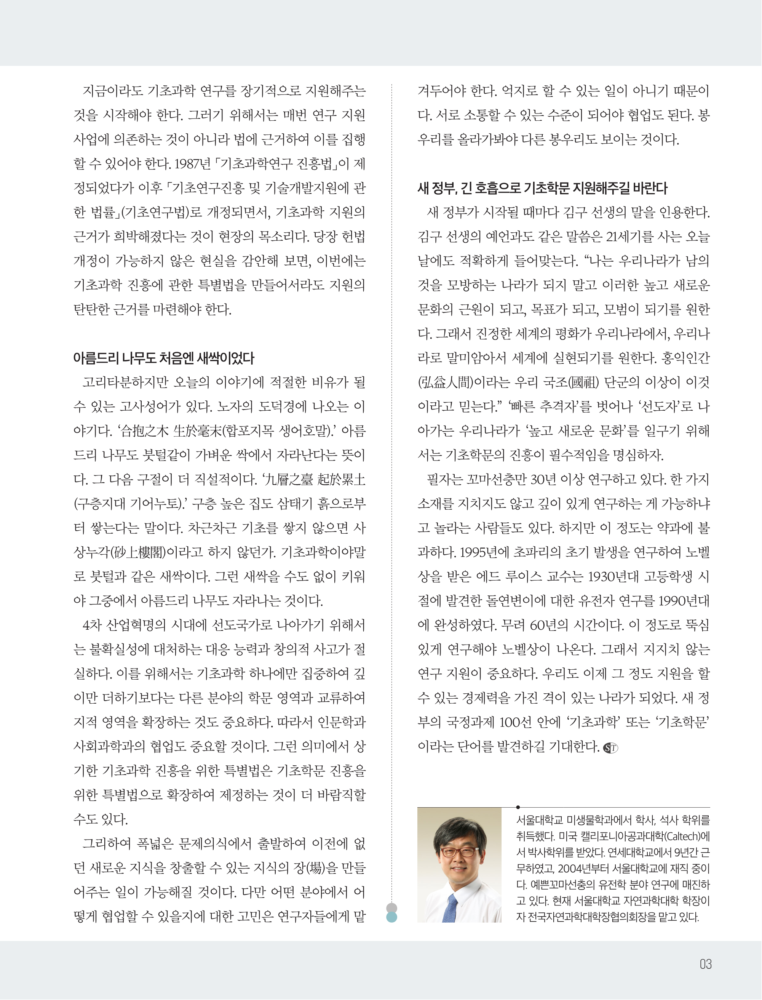 지금이라도 기초과학 연구를 장기적으로 지원해주는
것을 시작해야 한다. 그러기 위해서는 매번 연구 지원
사업에 의존하는 것이 아니라 법에 근거하여 이를 집행
할 수 있어야 한다. 1987년 「기초과학연구 진흥법」이 제
정되었다가 이후 「기초연구진흥 및 기술개발지원에 관
한 법률」(기초연구법)로 개정되면서, 기초과학 지원의
근거가 희박해졌다는 것이 현장의 목소리다. 당장 헌법
개정이 가능하지 않은 현실을 감안해 보면, 이번에는
기초과학 진흥에 관한 특별법을 만들어서라도 지원의
탄탄한 근거를 마련해야 한다.
아름드리 나무도 처음엔 새싹이었다
고리타분하지만 오늘의 이야기에 적절한 비유가 될
수 있는 고사성어가 있다. 노자의 도덕경에 나오는 이
야기다. ‘合抱之木 生於毫末(합포지목 생어호말).’ 아름
드리 나무도 붓털같이 가벼운 싹에서 자라난다는 뜻이
다. 그 다음 구절이 더 직설적이다. ‘九層之臺 起於累土
(구층지대 기어누토).’ 구층 높은 집도 삼태기 흙으로부
터 쌓는다는 말이다. 차근차근 기초를 쌓지 않으면 사
상누각(砂上樓閣)이라고 하지 않던가. 기초과학이야말
로 붓털과 같은 새싹이다. 그런 새싹을 수도 없이 키워
야 그중에서 아름드리 나무도 자라나는 것이다.
4차 산업혁명의 시대에 선도국가로 나아가기 위해서
는 불확실성에 대처하는 대응 능력과 창의적 사고가 절
실하다. 이를 위해서는 기초과학 하나에만 집중하여 깊
이만 더하기보다는 다른 분야의 학문 영역과 교류하여
지적 영역을 확장하는 것도 중요하다. 따라서 인문학과
사회과학과의 협업도 중요할 것이다. 그런 의미에서 상
기한 기초과학 진흥을 위한 특별법은 기초학문 진흥을
위한 특별법으로 확장하여 제정하는 것이 더 바람직할
수도 있다.
그리하여 폭넓은 문제의식에서 출발하여 이전에 없
던 새로운 지식을 창출할 수 있는 지식의 장(場)을 만들
어주는 일이 가능해질 것이다. 다만 어떤 분야에서 어
떻게 협업할 수 있을지에 대한 고민은 연구자들에게 맡
겨두어야 한다. 억지로 할 수 있는 일이 아니기 때문이
다. 서로 소통할 수 있는 수준이 되어야 협업도 된다. 봉
우리를 올라가봐야 다른 봉우리도 보이는 것이다.
새 정부, 긴 호흡으로 기초학문 지원해주길 바란다
새 정부가 시작될 때마다 김구 선생의 말을 인용한다.
김구 선생의 예언과도 같은 말씀은 21세기를 사는 오늘
날에도 적확하게 들어맞는다. “나는 우리나라가 남의
것을 모방하는 나라가 되지 말고 이러한 높고 새로운
문화의 근원이 되고, 목표가 되고, 모범이 되기를 원한
다. 그래서 진정한 세계의 평화가 우리나라에서, 우리나
라로 말미암아서 세계에 실현되기를 원한다. 홍익인간
(弘益人間)이라는 우리 국조(國祖) 단군의 이상이 이것
이라고 믿는다.” ‘빠른 추격자’를 벗어나 ‘선도자’로 나
아가는 우리나라가 ‘높고 새로운 문화’를 일구기 위해
서는 기초학문의 진흥이 필수적임을 명심하자.
필자는 꼬마선충만 30년 이상 연구하고 있다. 한 가지
소재를 지치지도 않고 깊이 있게 연구하는 게 가능하냐
고 놀라는 사람들도 있다. 하지만 이 정도는 약과에 불
과하다. 1995년에 초파리의 초기 발생을 연구하여 노벨
상을 받은 에드 루이스 교수는 1930년대 고등학생 시
절에 발견한 돌연변이에 대한 유전자 연구를 1990년대
에 완성하였다. 무려 60년의 시간이다. 이 정도로 뚝심
있게 연구해야 노벨상이 나온다. 그래서 지지치 않는
연구 지원이 중요하다. 우리도 이제 그 정도 지원을 할
수 있는 경제력을 가진 격이 있는 나라가 되었다. 새 정
부의 국정과제 100선 안에 ‘기초과학’ 또는 ‘기초학문’
이라는 단어를 발견하길 기대한다. ST
서울대학교 미생물학과에서 학사, 석사 학위를
취득했다. 미국 캘리포니아공과대학(Caltech)에
서 박사학위를 받았다. 연세대학교에서 9년간 근
무하였고, 2004년부터 서울대학교에 재직 중이
다. 예쁜꼬마선충의 유전학 분야 연구에 매진하
고 있다. 현재 서울대학교 자연과학대학 학장이
자 전국자연과학대학장협의회장을 맡고 있다.
03